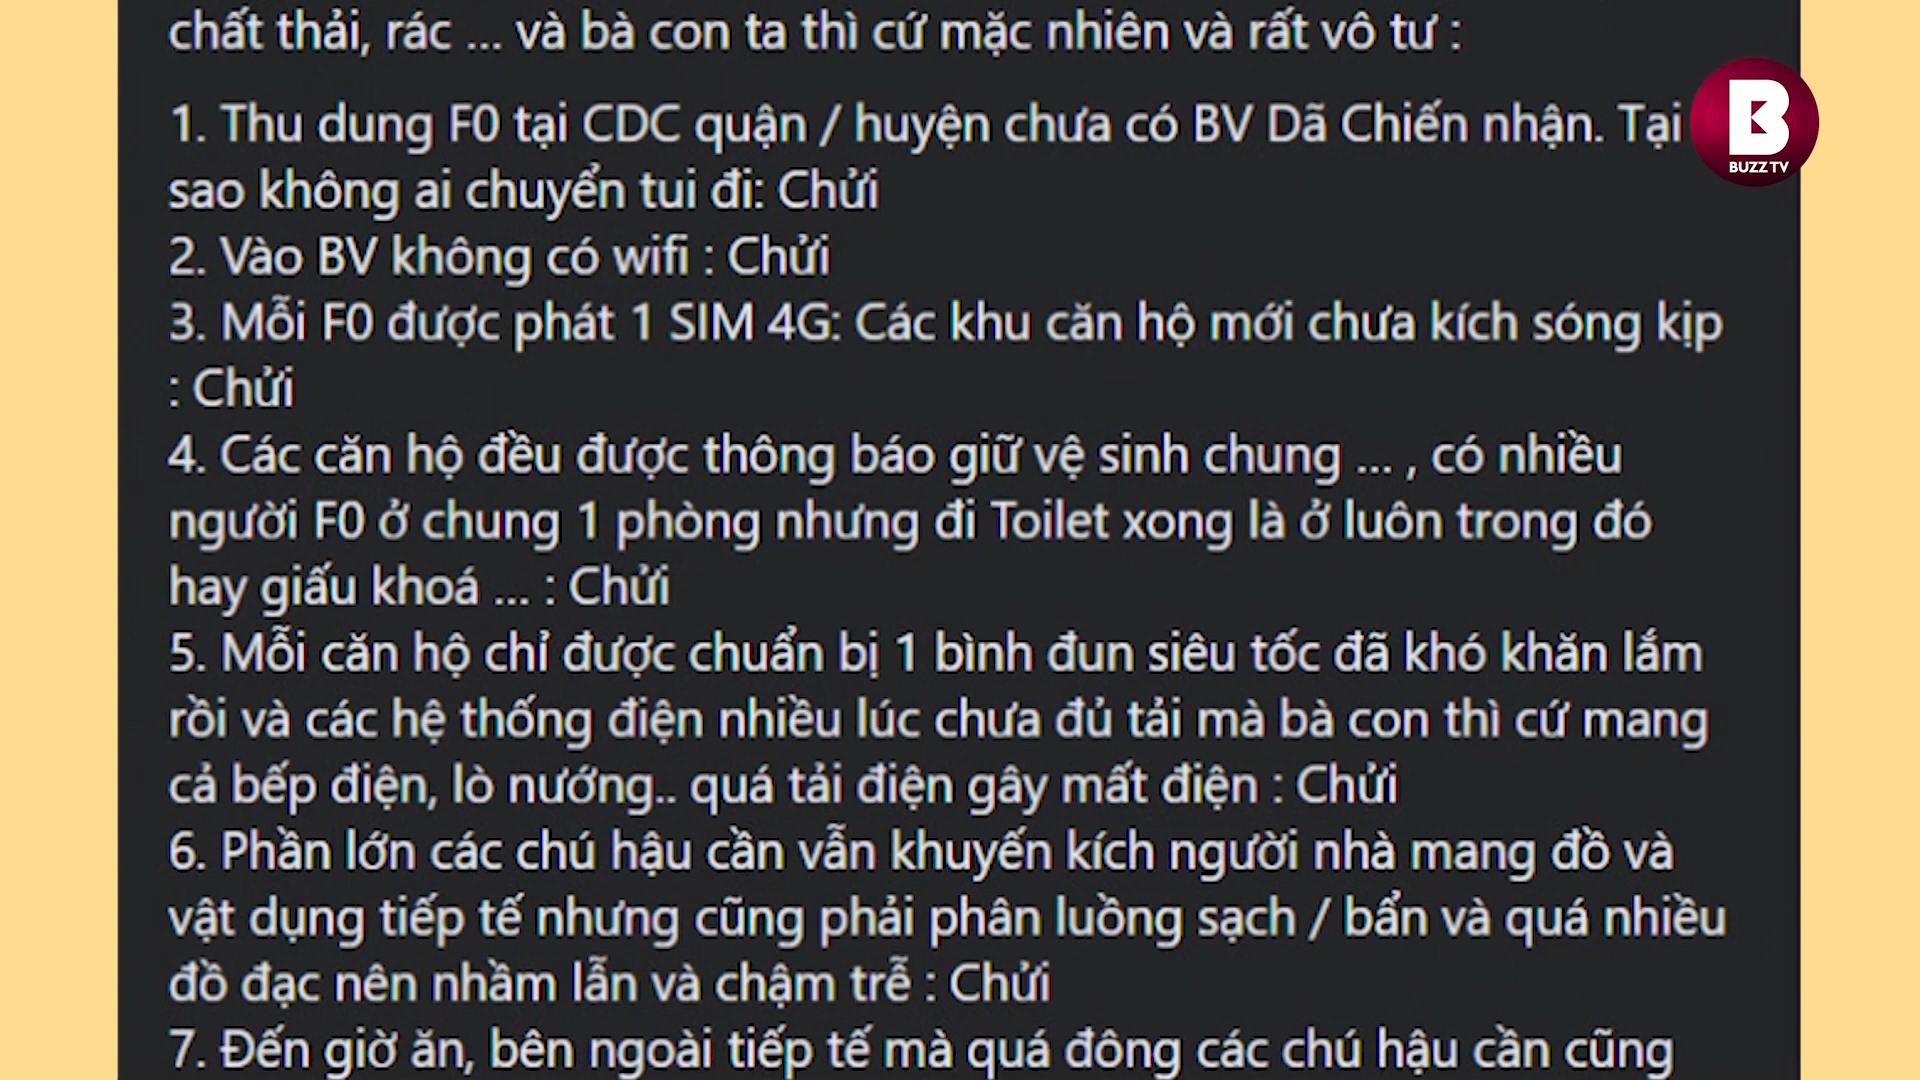 chất thải, rác ... và bà con ta thì cứ mặc nhiên và rất vô tư :
1. Thu dung F0 tại CDC quận / huyện chưa có BV Dã Chiến nhận. Tại
sao không ai chuyển tui đi: Chửi
2. Vào BV không có wifi : Chửi
3. Mỗi F0 được phát 1 SIM 4G: Các khu căn hộ mới chưa kích sóng kịp
: Chửi
4. Các căn hộ đều được thông báo giữ vệ sinh chung ... , có nhiều
người F0 ở chung 1 phòng nhưng đi Toilet xong là ở luôn trong đó
hay giấu khoá ... : Chửi
5. Mỗi căn hộ chỉ được chuẩn bị 1 bình đun siêu tốc đã khó khăn lắm
rồi và các hệ thống điện nhiều lúc chưa đủ tải mà bà con thì cứ mang
cả bếp điện, lò nướng.. quá tải điện gây mất điện : Chửi
6. Phần lớn các chú hậu cần vẫn khuyến kích người nhà mang đồ và
vật dụng tiếp tế nhưng cũng phải phân luồng sạch / bẩn và quá nhiều
đồ đạc nên nhầm lẫn và chậm trễ : Chửi
7. Đến giờ ăn, bên ngoài tiếp tế mà quá đông các chú hậu cần cũng
B
BUZZ TV